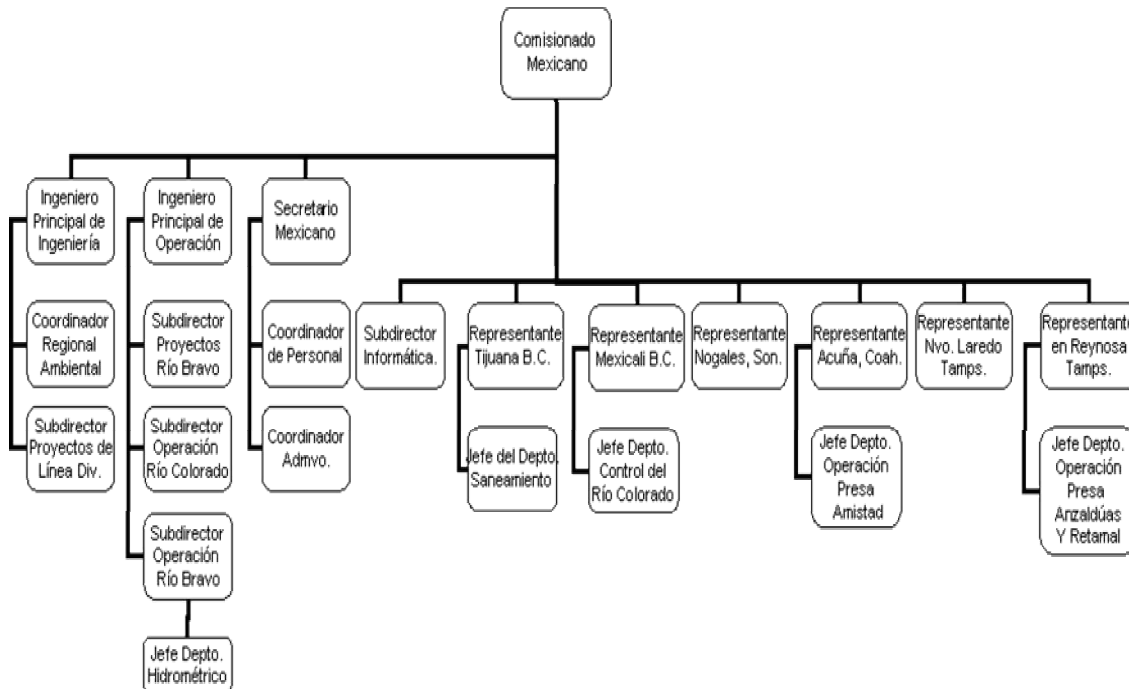 Comisionado
Mexicano
Ingeniero
Principal de
Ingeniería
Ingeniero
Principal de
Operación
Secretario
Mexicano
Coordinador
Regional
Ambiental
Subdirector
Proyectos
Río Bravo
Coordinador
de Personal
Subdirector
Informática.
Representante
Tijuana B.C.
Representante
Mexicali B.C.
Representante
Nogales, Son.
Representante
Acuña, Coah.
Representante
Nvo. Laredo
Tamps.
Representante
en Reynosa
Tamps.
Subdirector
Proyectos de
Línea Div.
Subdirector
Operación
Río Colorado
Coordinador
Admvo.
Jefe del Depto.
Saneamiento
Jefe Depto.
Control del
Río Colorado
Jefe Depto.
Operación
Presa
Amistad
Jefe Depto.
Operación
Presa
Anzaldúas
Y Retamal
Subdirector
Operación
Río Bravo
Jefe Depto.
Hidrométrico